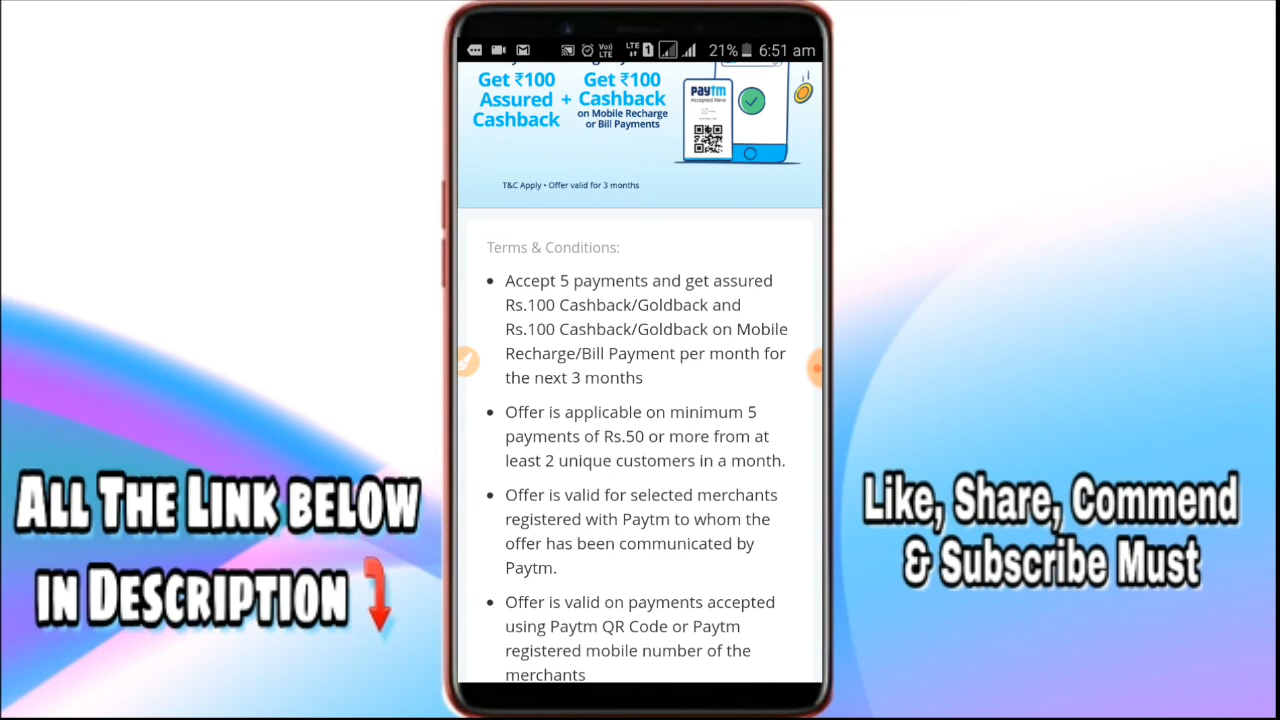 21% 6:51 am
Get ₹100
Assured
Cashback
+
Get ₹100
Cashback
on Mobile Recharge
or Bill Payments
paytm
Accepted Here
T&C Apply • Offer valid for 3 months
Terms & Conditions:
• Accept 5 payments and get assured
Rs.100 Cashback/Goldback and
Rs.100 Cashback/Goldback on Mobile
Recharge/Bill Payment per month for
the next 3 months
• Offer is applicable on minimum 5
payments of Rs.50 or more from at
least 2 unique customers in a month.
• Offer is valid for selected merchants
registered with Paytm to whom the
offer has been communicated by
Paytm.
• Offer is valid on payments accepted
using Paytm QR Code or Paytm
registered mobile number of the
merchants
All The Link below
in Description
Like, Share, Commend
& Subscribe Must